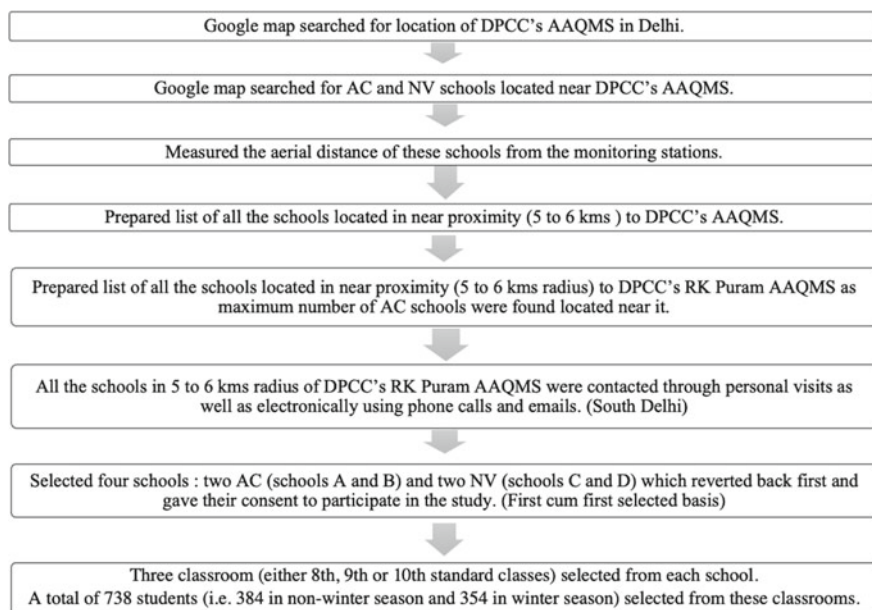 Google map searched for location of DPCC's AAQMS in Delhi.
Google map searched for AC and NV schools located near DPCC's AAQMS.
Measured the aerial distance of these schools from the monitoring stations.
Prepared list of all the schools located in near proximity (5 to 6 kms ) to DPCC's AAQMS.
Prepared list of all the schools located in near proximity (5 to 6 kms radius) to DPCC's RK Puram AAQMS as
maximum number of AC schools were found located near it.
All the schools in 5 to 6 kms radius of DPCC's RK Puram AAQMS were contacted through personal visits as
well as electronically using phone calls and emails. (South Delhi)
Selected four schools : two AC (schools A and B) and two NV (schools C and D) which reverted back first and
gave their consent to participate in the study. (First cum first selected basis)
Three classroom (either 8th, 9th or 10th standard classes) selected from each school.
A total of 738 students (i.e. 384 in non-winter season and 354 in winter season) selected from these classrooms.